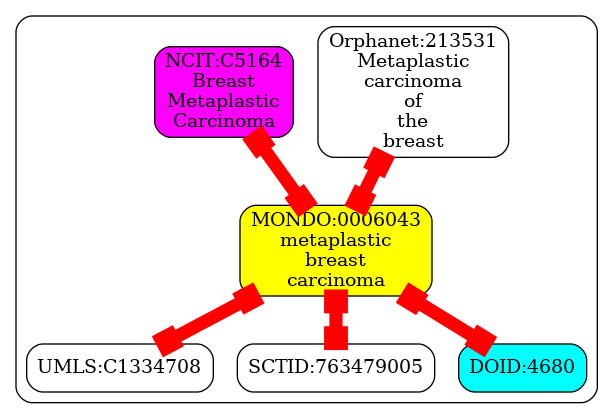 NCIT:C5164
Breast
Metaplastic
Carcinoma
Orphanet:213531
Metaplastic
carcinoma
of
the
breast
MONDO:0006043
metaplastic
breast
carcinoma
UMLS:C1334708
SCTID:763479005
DOID:4680